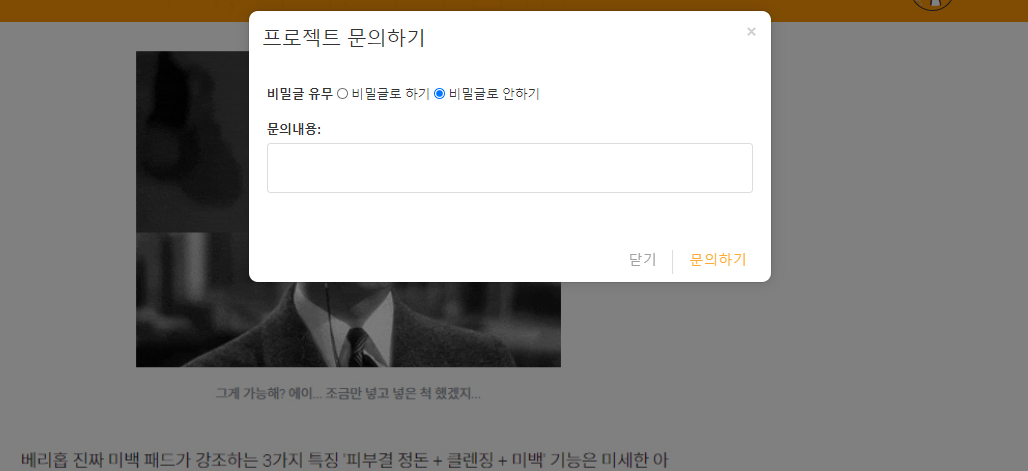 프로젝트 문의하기
×
비밀글 유무 비밀글로 하기 비밀글로 안하기
문의내용:
닫기 문의하기
그게 가능해? 에이... 조금만 넣고 넣은 척 했겠지...
베리홉 진짜 미백 패드가 강조하는 3가지 특징 '피부결 정돈 + 클렌징 + 미백' 기능은 미세한 아